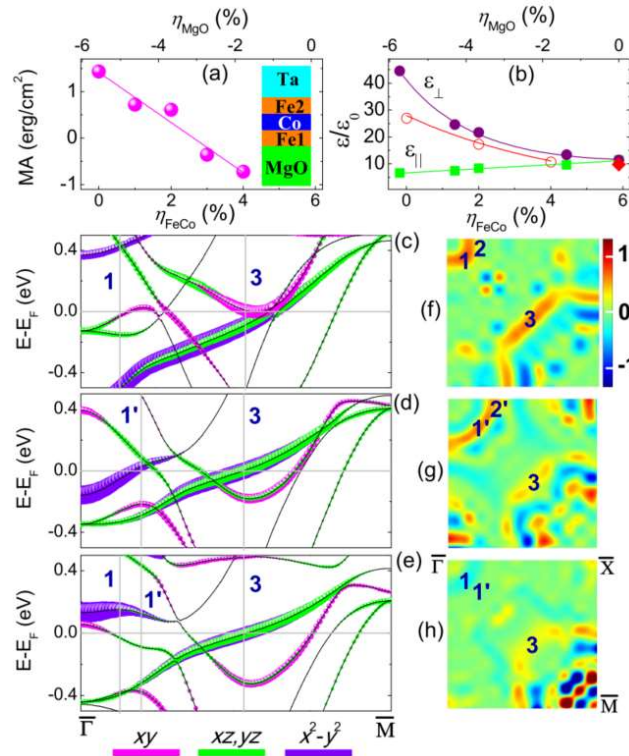 η_MgO (%)
-6 -4 -2 0
η_MgO (%)
-6 -4 -2 0
(a)
MA (erg/cm²)
1
0
-1
Ta
Fe2
Co
Fe1
MgO
0 2 4 6
η_FeCo (%)
(b)
ε/ε₀
40
30
20
10
ε_⊥
ε_||
0 2 4 6
η_FeCo (%)
(c)
E-E_F (eV)
0.4
0.0
-0.4
1 3
(f)
1 2
3
1
0
-1
(d)
E-E_F (eV)
0.4
0.0
-0.4
1' 3
(g)
1' 2'
3
(e)
E-E_F (eV)
0.4
0.0
-0.4
1 1' 3
Γ̅ M̅
(h)
Γ̅ X̅
1 1'
3
M̅
xy xz,yz x²-y²